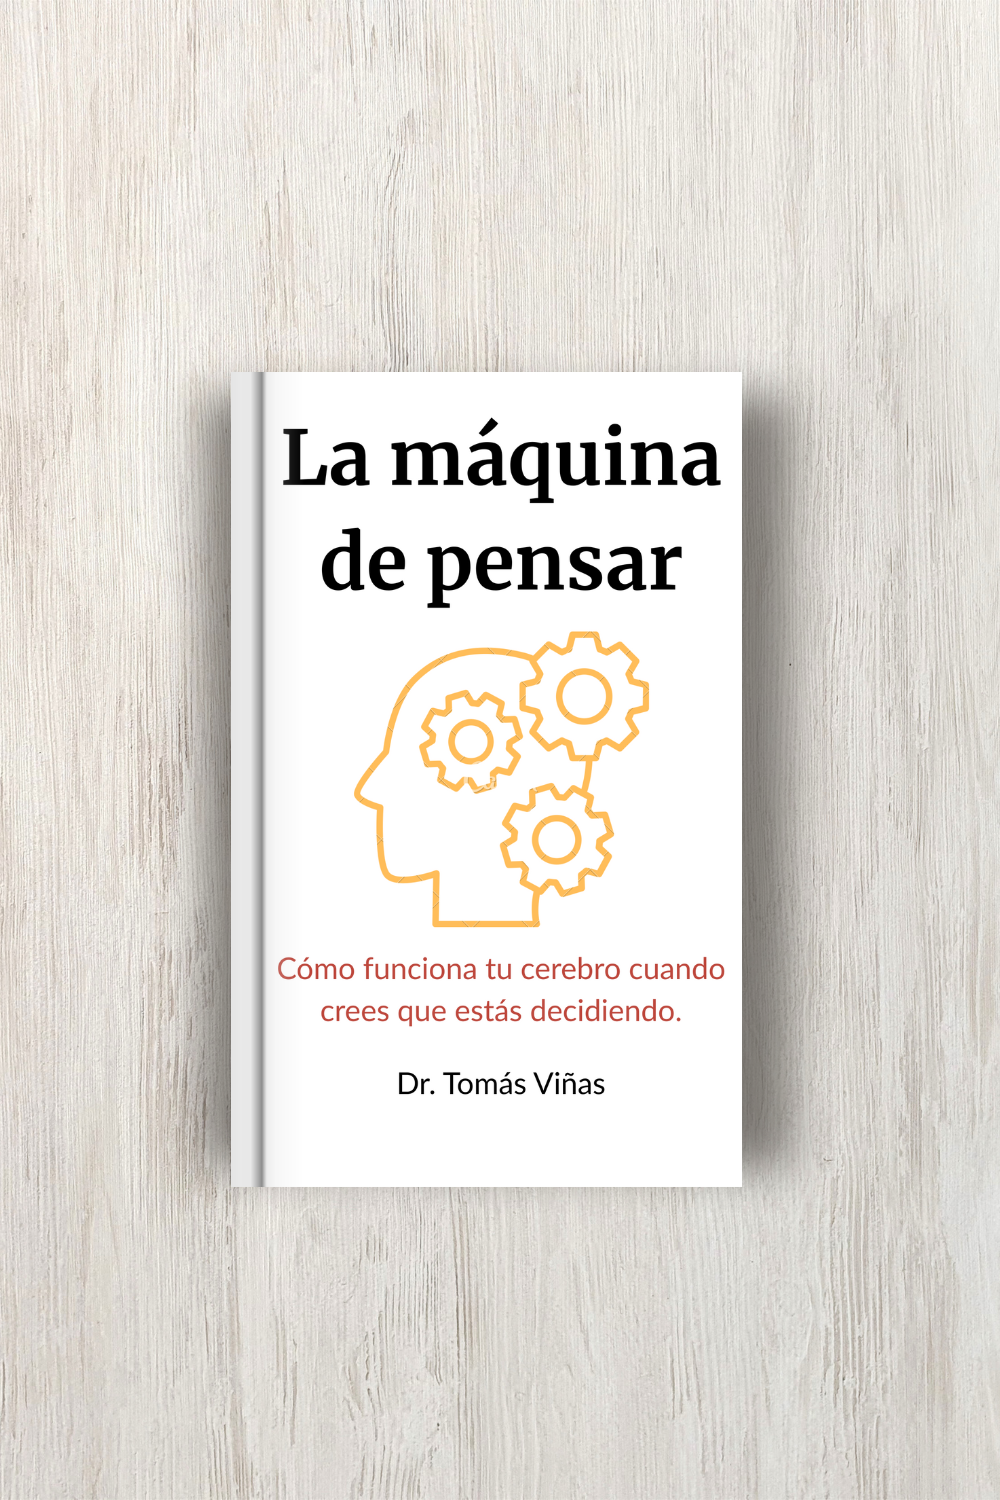 La máquina
de pensar
Cómo funciona tu cerebro cuando
crees que estás decidiendo.
Dr. Tomás Viñas